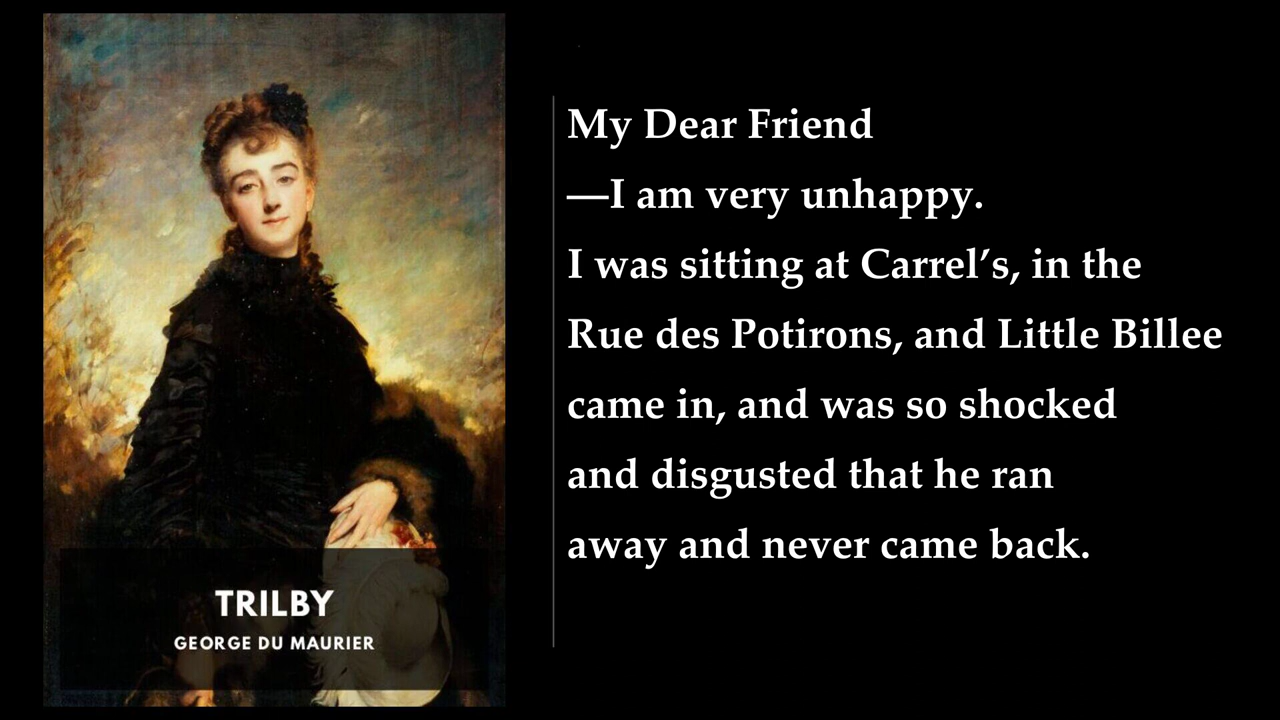 TRILBY
GEORGE DU MAURIER
My Dear Friend
—I am very unhappy.
I was sitting at Carrel’s, in the
Rue des Potirons, and Little Billee
came in, and was so shocked
and disgusted that he ran
away and never came back.